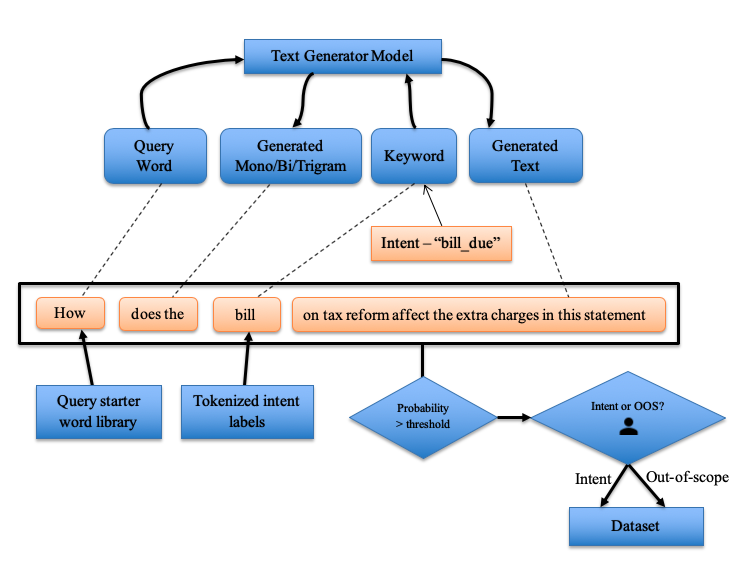 Text Generator Model
Query
Word
Generated
Mono/Bi/Trigram
Keyword
Generated
Text
Intent – “bill_due”
How
does the
bill
on tax reform affect the extra charges in this statement
Query starter
word library
Tokenized intent
labels
Probability
> threshold
Intent or OOS?
Intent
Out-of-scope
Dataset